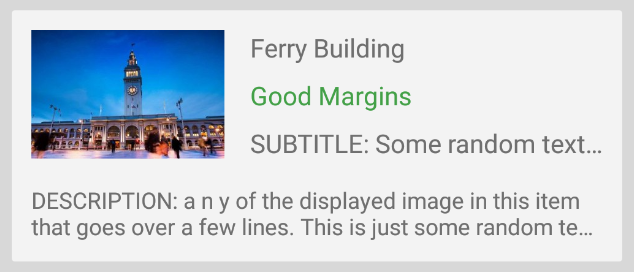 Ferry Building
Good Margins
SUBTITLE: Some random text…
DESCRIPTION: a n y of the displayed image in this item
that goes over a few lines. This is just some random te…